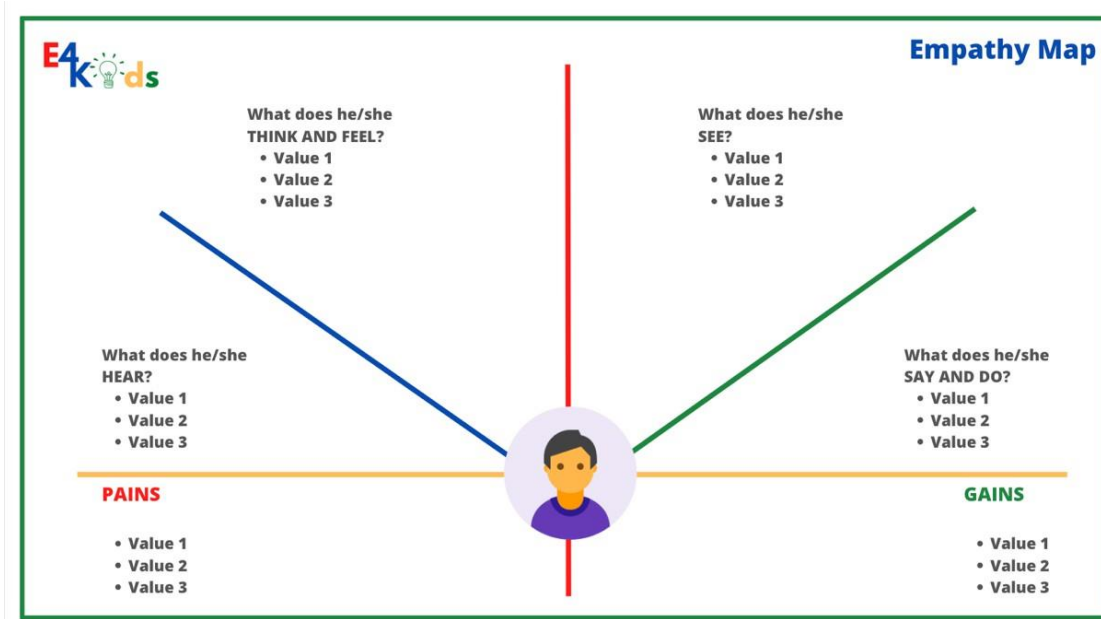 E4
Kids
Empathy Map
What does he/she
THINK AND FEEL?
• Value 1
• Value 2
• Value 3
What does he/she
SEE?
• Value 1
• Value 2
• Value 3
What does he/she
HEAR?
• Value 1
• Value 2
• Value 3
What does he/she
SAY AND DO?
• Value 1
• Value 2
• Value 3
PAINS
• Value 1
• Value 2
• Value 3
GAINS
• Value 1
• Value 2
• Value 3